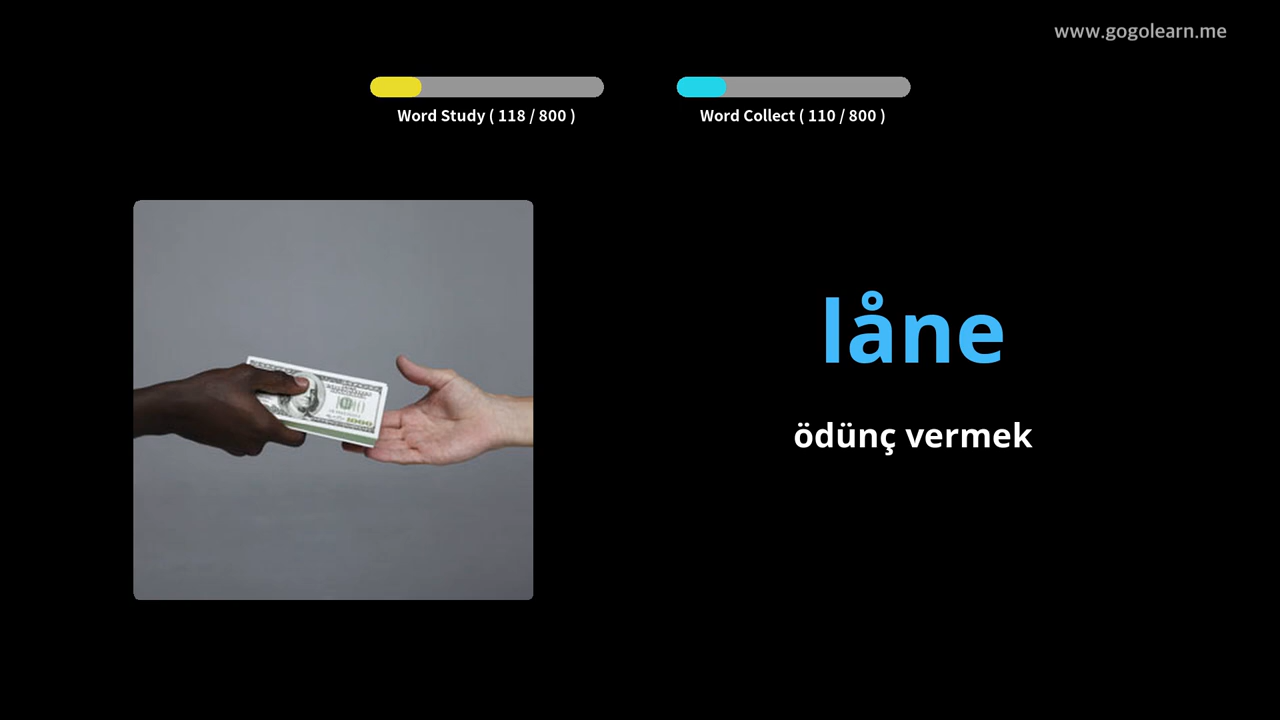 www.gogolearn.me
Word Study ( 118 / 800 )
Word Collect ( 110 / 800 )
låne
ödünç vermek